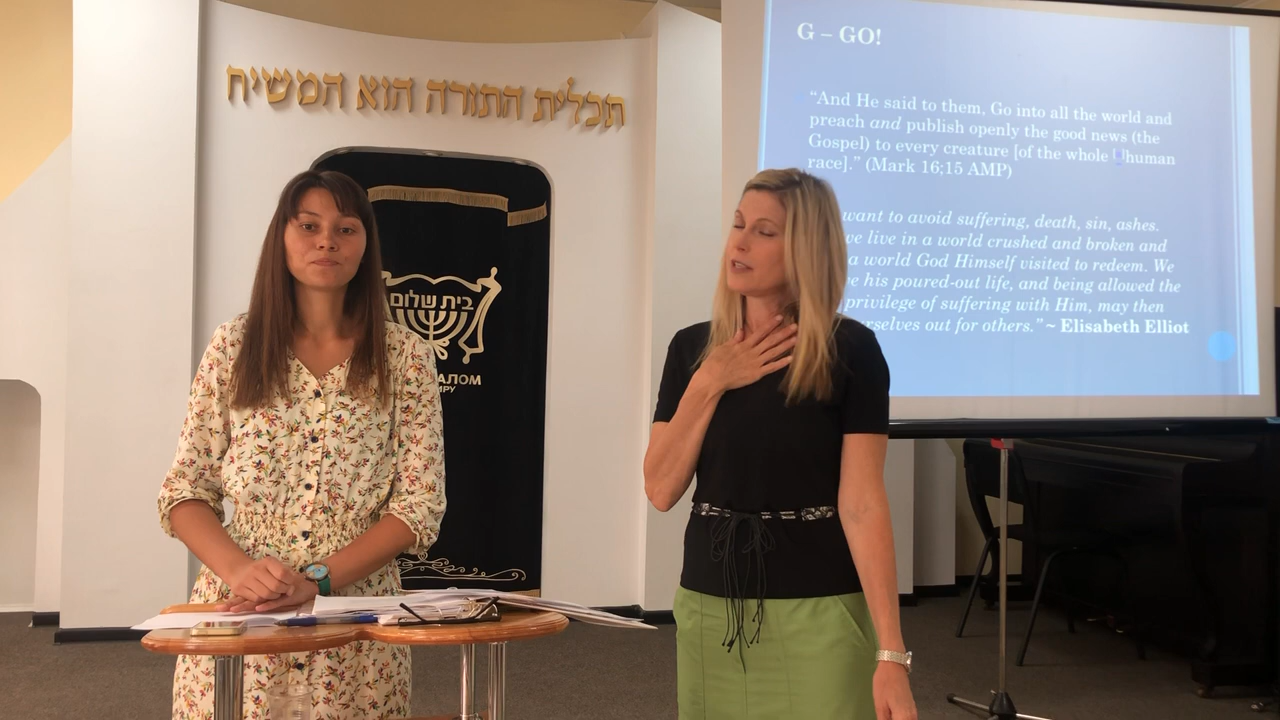 תכלית התורה הוא המשיח
G – GO!
“And He said to them, Go into all the world and
preach and publish openly the good news (the
Gospel) to every creature [of the whole human
race].” (Mark 16:15 AMP)
want to avoid suffering, death, sin, ashes.
we live in a world crushed and broken and
a world God Himself visited to redeem. We
his poured-out life, and being allowed the
privilege of suffering with Him, may then
out for others.” ~ Elisabeth Elliot
בית שלום